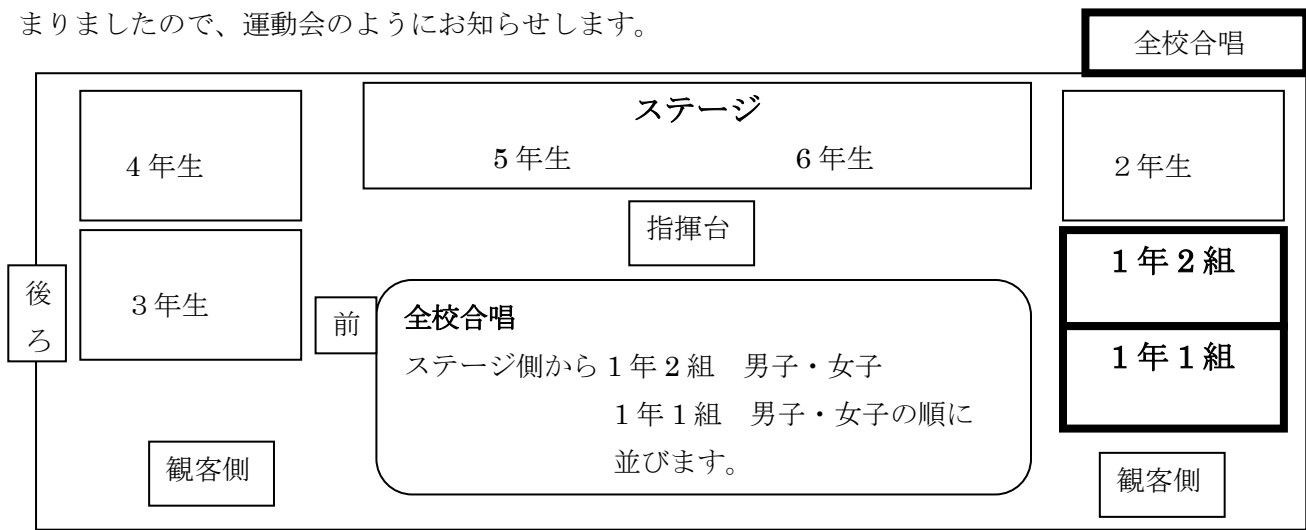 まりましたので、運動会のようにお知らせします。
全校合唱
ステージ
5年生 6年生
4年生
2年生
指揮台
1年2組
後ろ
3年生
前
全校合唱
ステージ側から1年2組 男子・女子
1年1組 男子・女子の順に
並びます。
1年1組
観客側
観客側